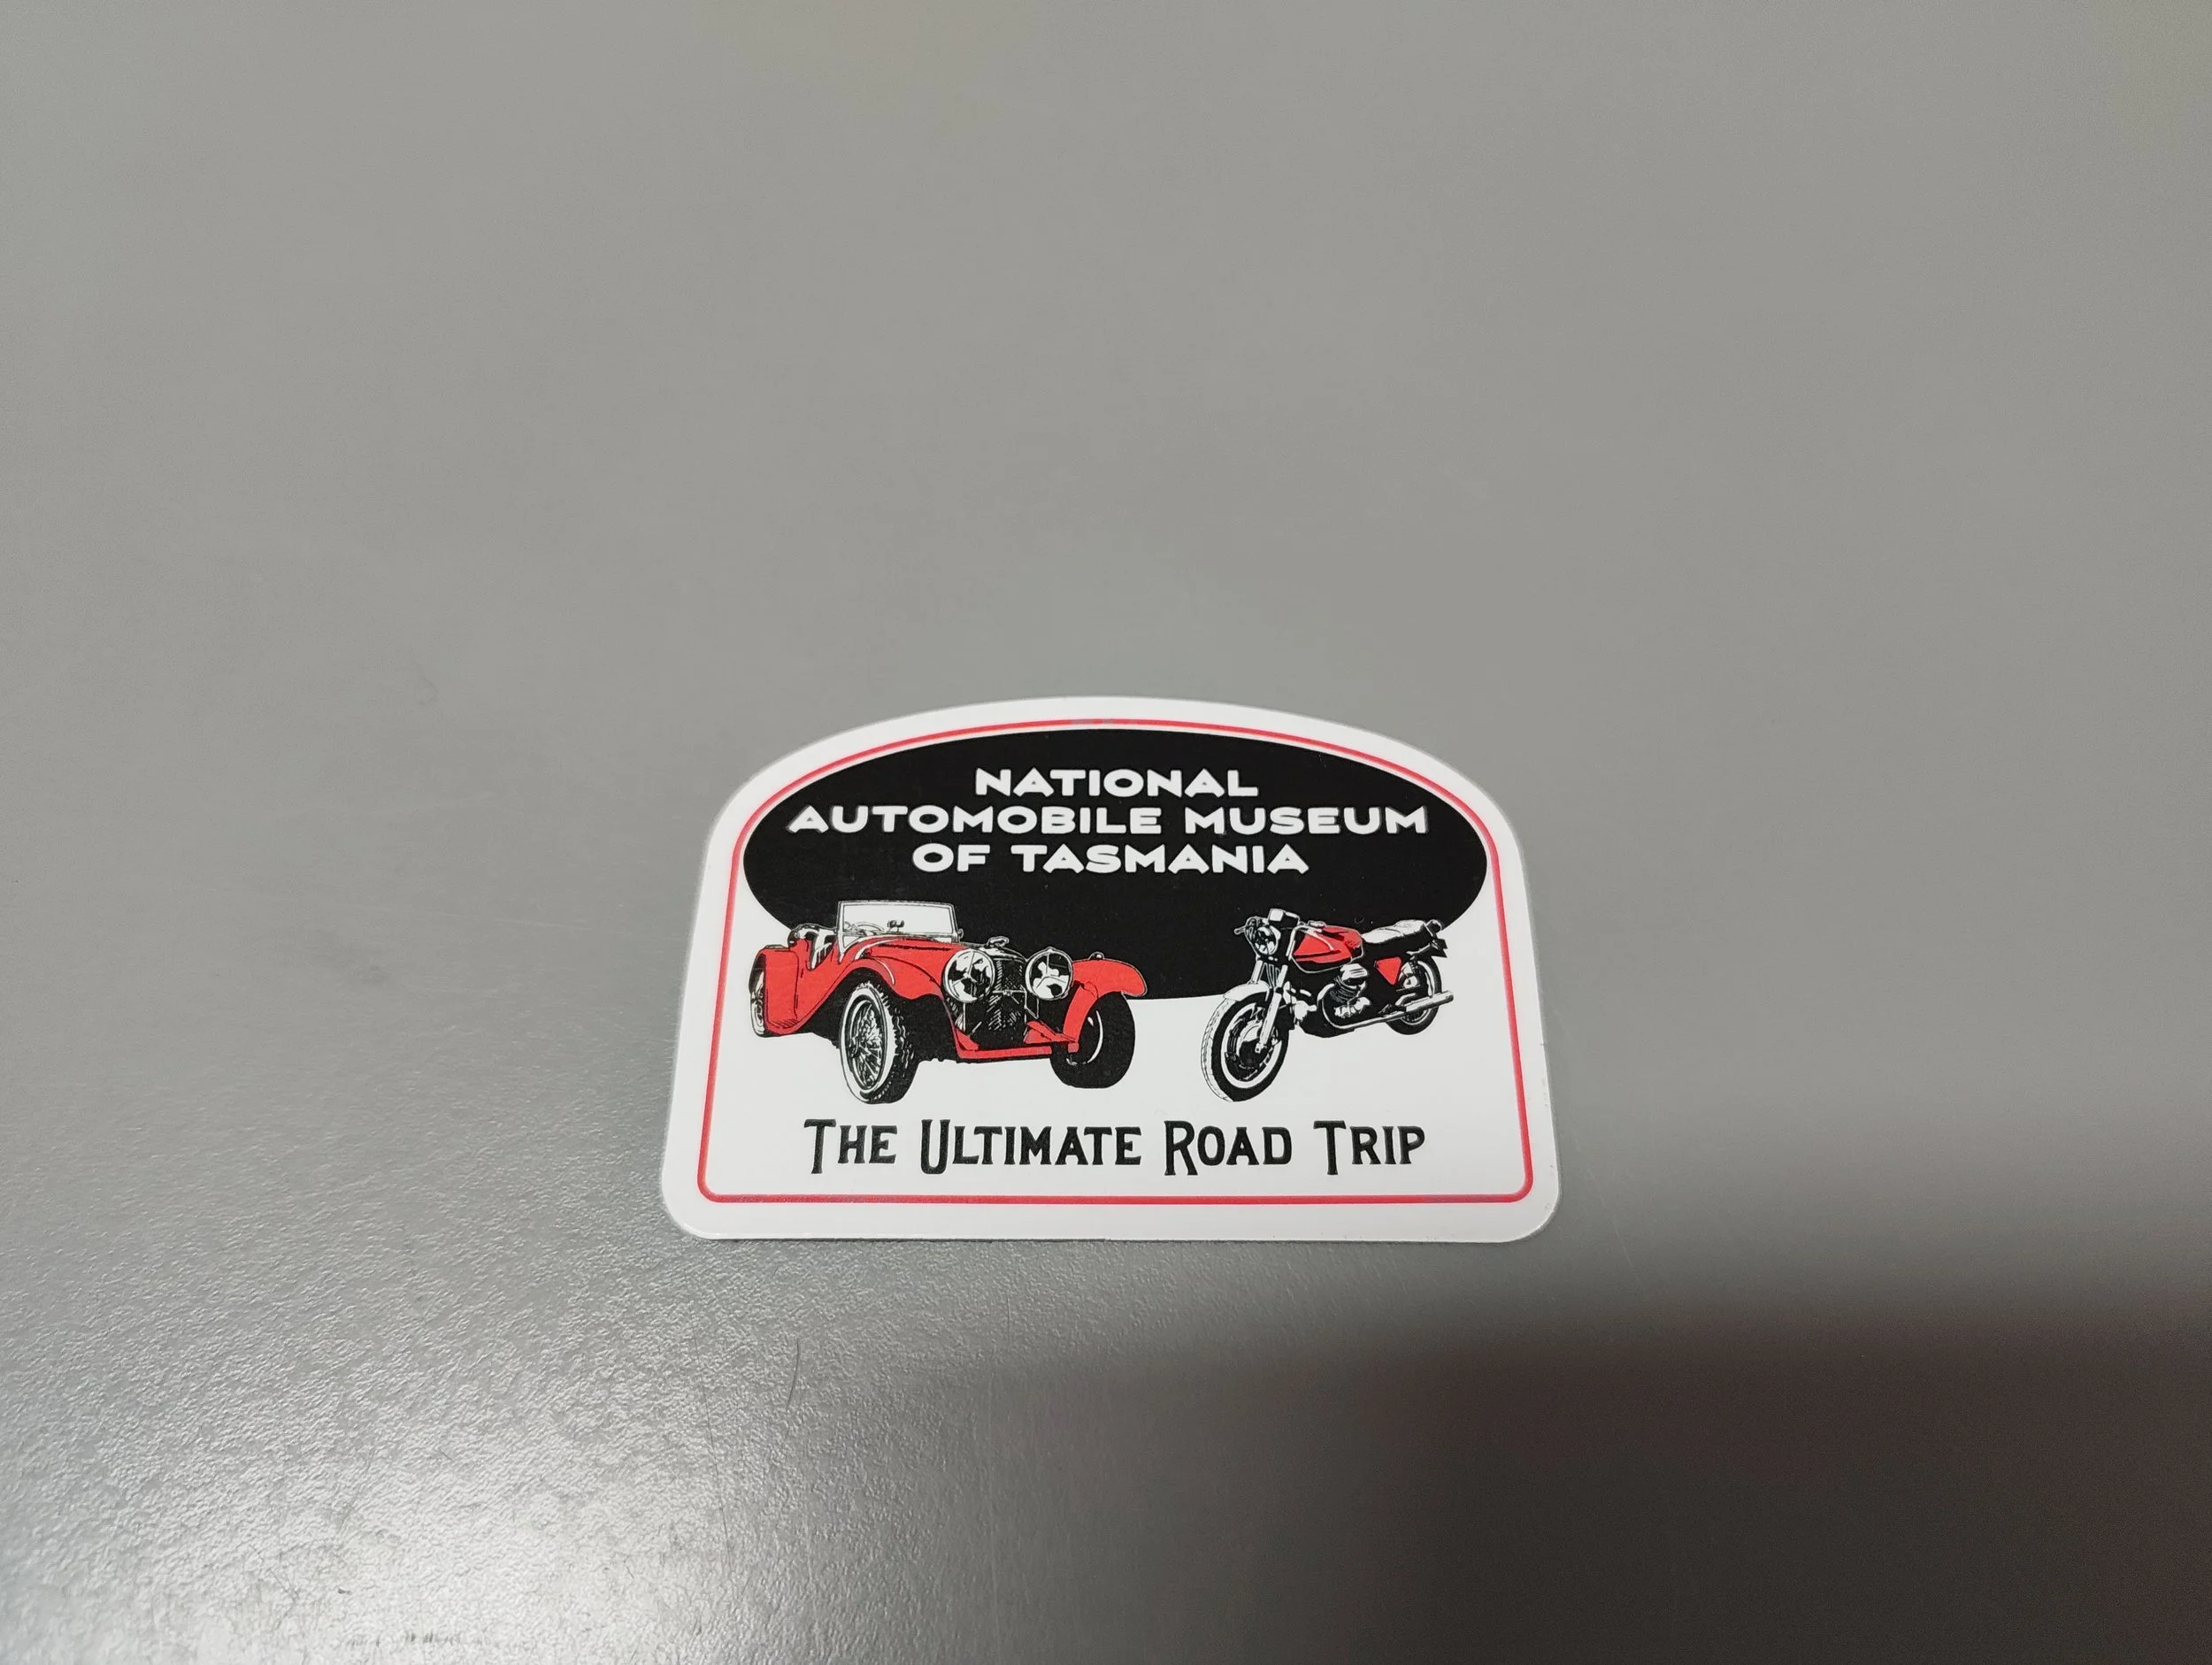 NATIONAL
AUTOMOBILE MUSEUM
OF TASMANIA
THE ULTIMATE ROAD TRIP